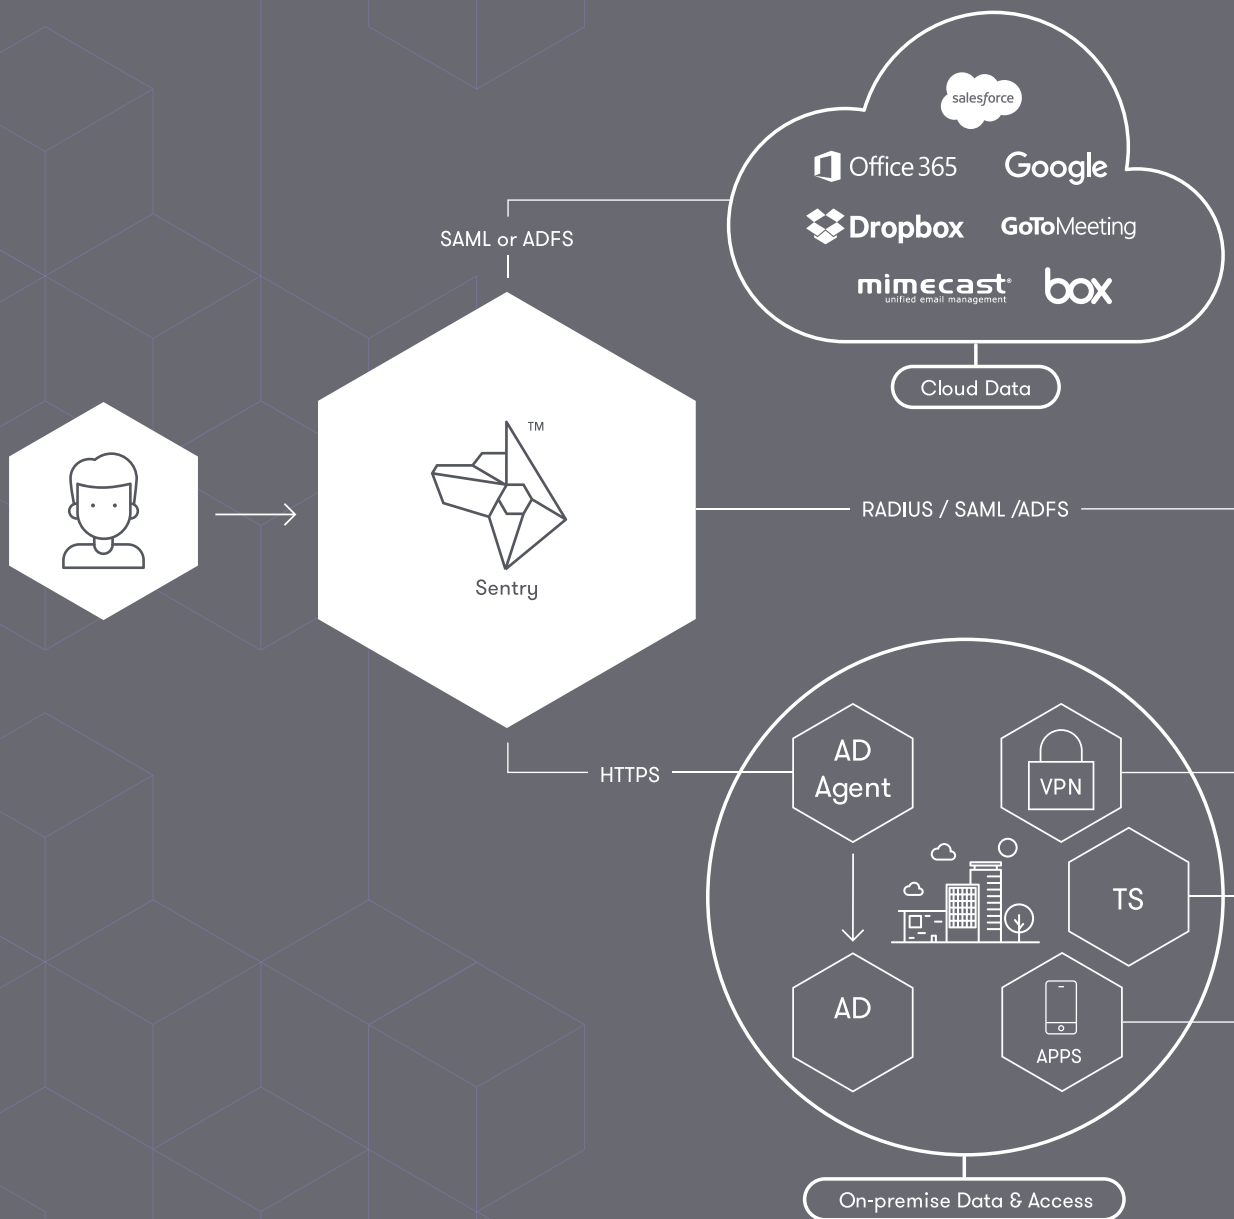 salesforce
Office 365
Google
Dropbox
GoToMeeting
mimecast®
unified email management
box
Cloud Data
SAML or ADFS
TM
Sentry
RADIUS / SAML /ADFS
HTTPS
AD
Agent
VPN
TS
AD
APPS
On-premise Data & Access